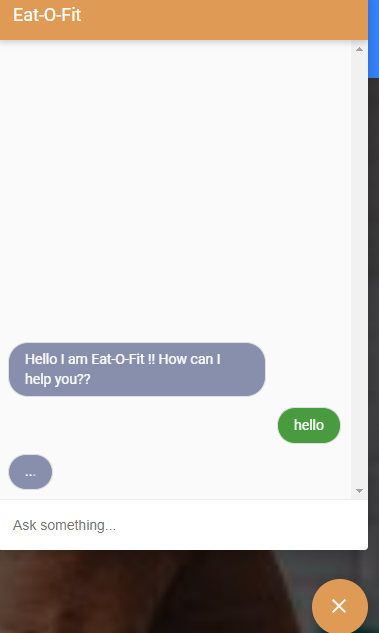 Eat-O-Fit
Hello I am Eat-O-Fit !! How can I
help you??
hello
...
Ask something...